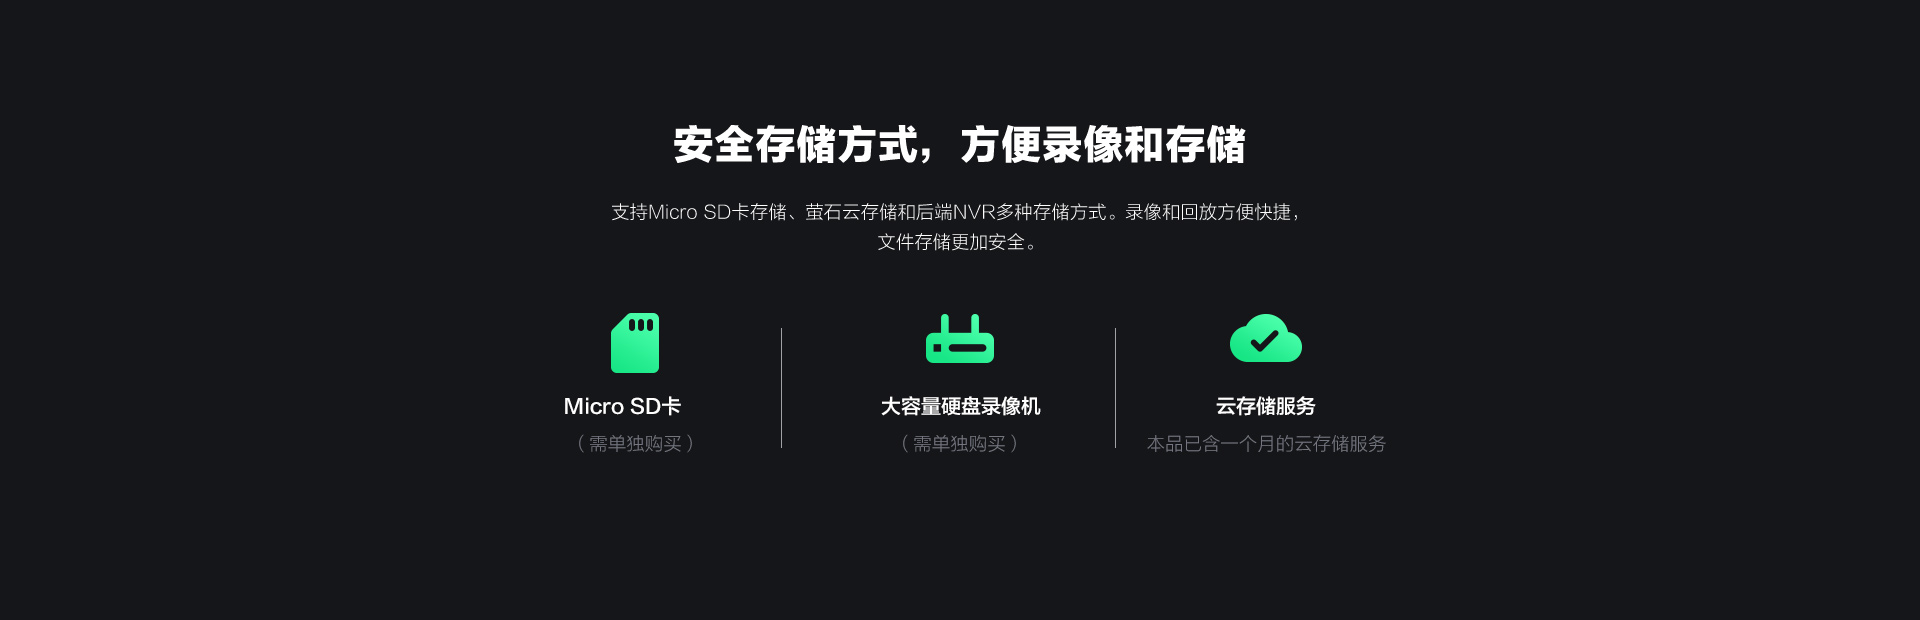 安全存储方式，方便录像和存储
支持Micro SD卡存储、萤石云存储和后端NVR多种存储方式。录像和回放方便快捷，
文件存储更加安全。
Micro SD卡
（需单独购买）
大容量硬盘录像机
（需单独购买）
云存储服务
本品已含一个月的云存储服务